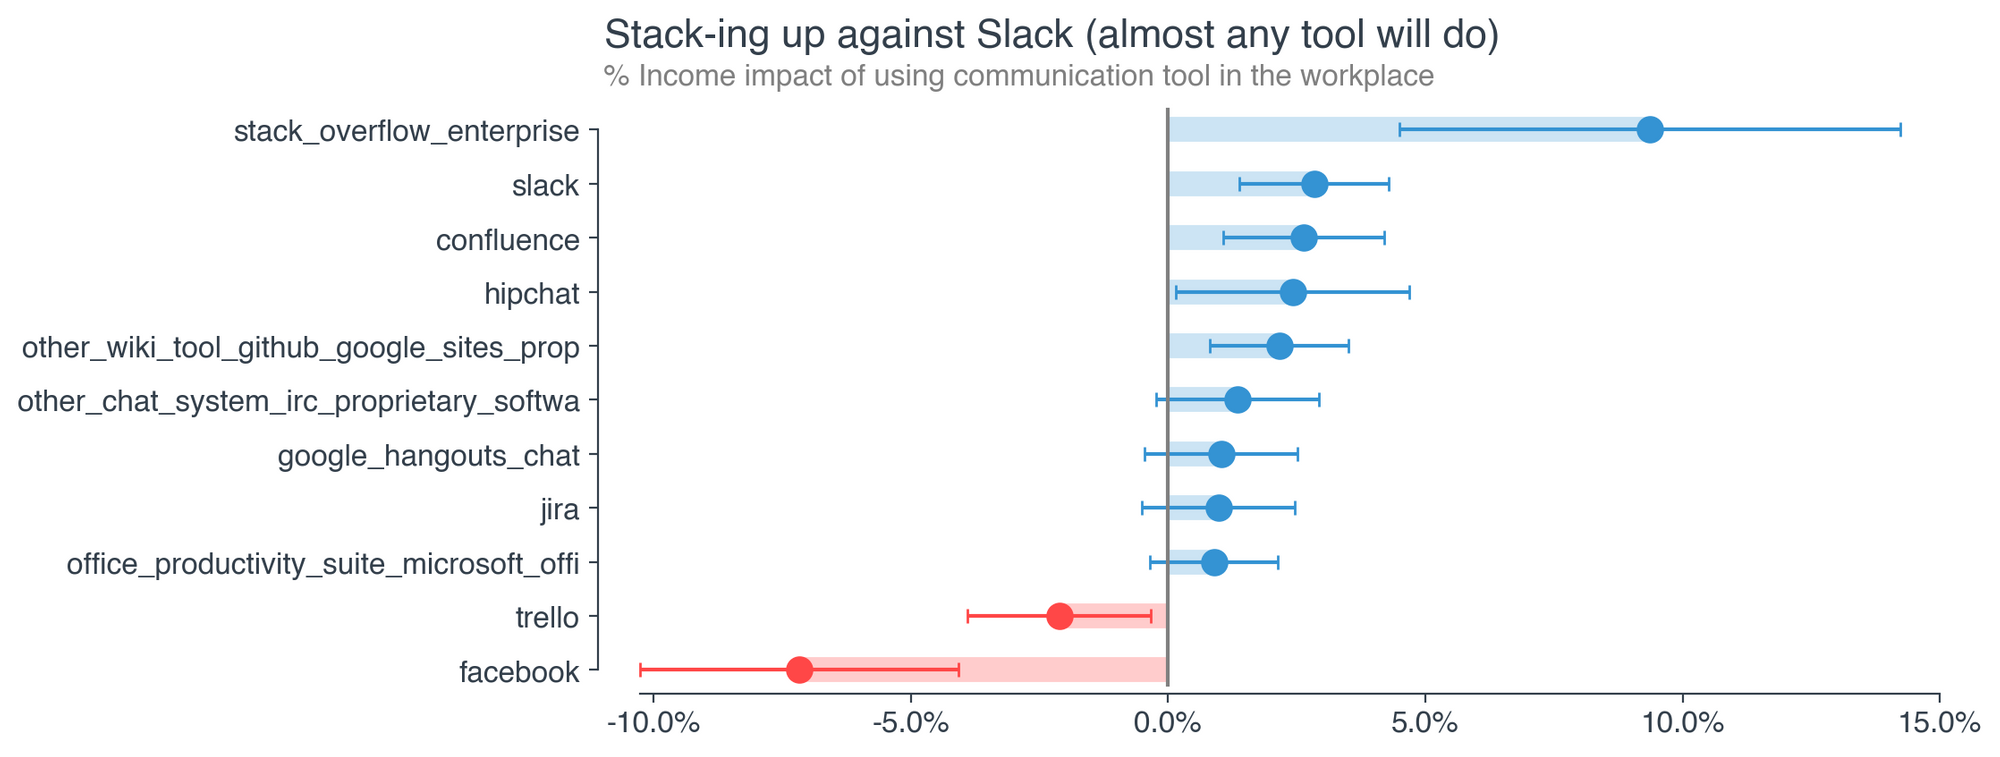 Stack-ing up against Slack (almost any tool will do)
% Income impact of using communication tool in the workplace
stack_overflow_enterprise
slack
confluence
hipchat
other_wiki_tool_github_google_sites_prop
other_chat_system_irc_proprietary_softwa
google_hangouts_chat
jira
office_productivity_suite_microsoft_offi
trello
facebook
-10.0% -5.0% 0.0% 5.0% 10.0% 15.0%